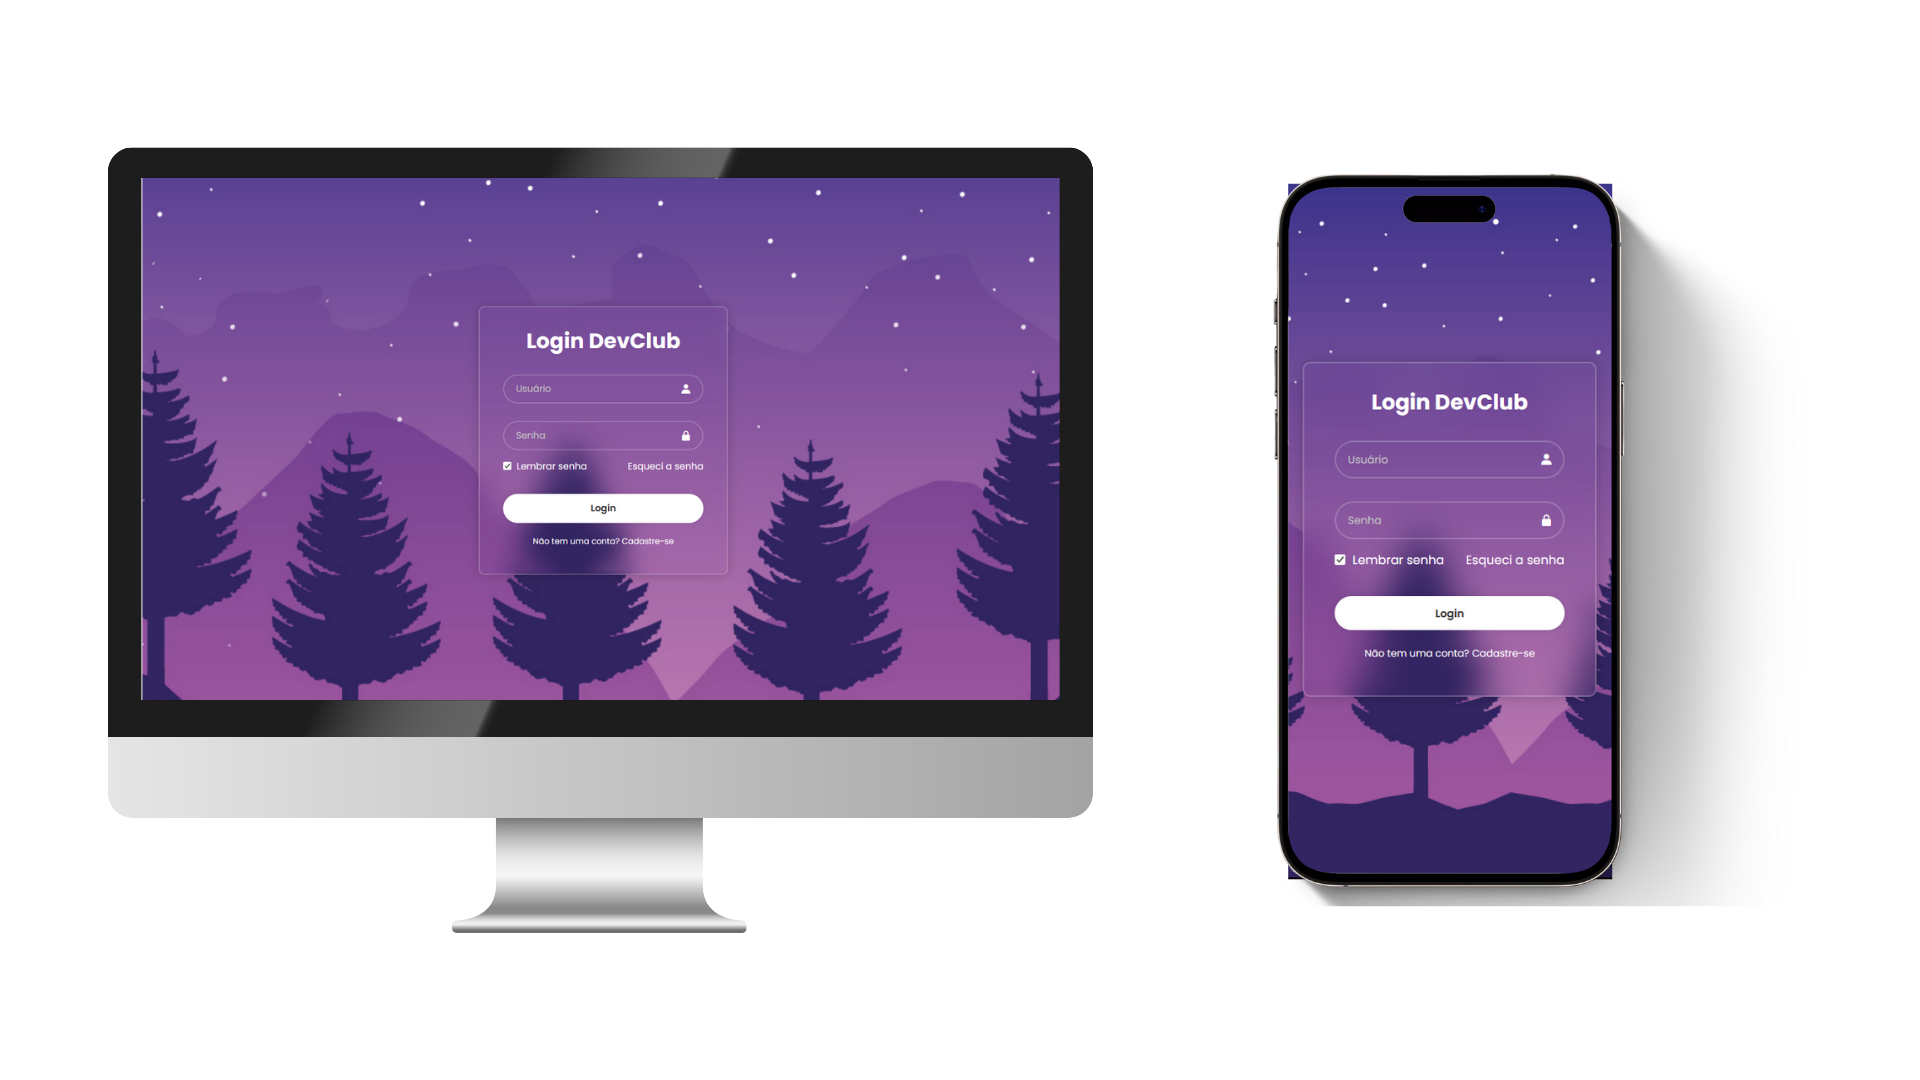 Login DevClub
Usuário
Senha
Lembrar senha Esqueci a senha
Login
Não tem uma conta? Cadastre-se
Login DevClub
Usuário
Senha
Lembrar senha Esqueci a senha
Login
Não tem uma conta? Cadastre-se